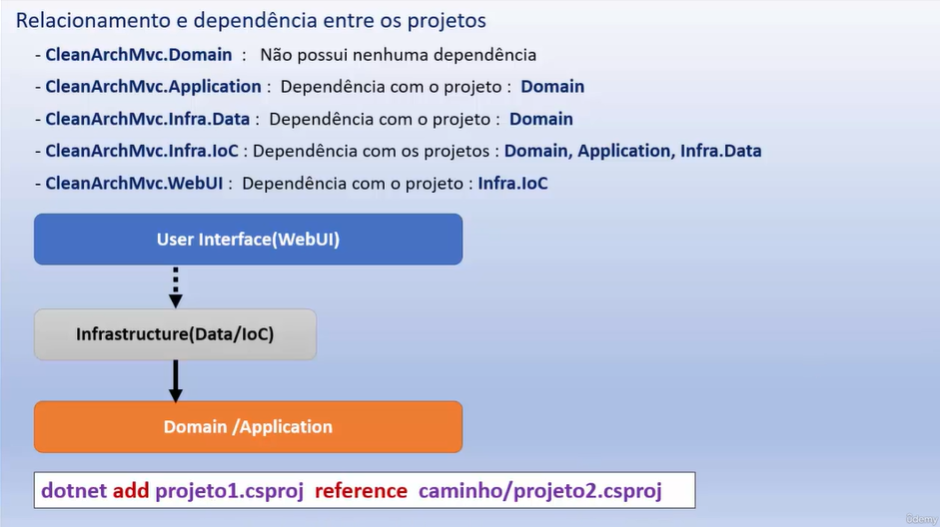 Relacionamento e dependência entre os projetos
- CleanArchMvc.Domain : Não possui nenhuma dependência
- CleanArchMvc.Application : Dependência com o projeto : Domain
- CleanArchMvc.Infra.Data : Dependência com o projeto : Domain
- CleanArchMvc.Infra.IoC : Dependência com os projetos : Domain, Application, Infra.Data
- CleanArchMvc.WebUI : Dependência com o projeto : Infra.IoC
User Interface(WebUI)
Infrastructure(Data/IoC)
Domain /Application
dotnet add projeto1.csproj reference caminho/projeto2.csproj
ûdemy